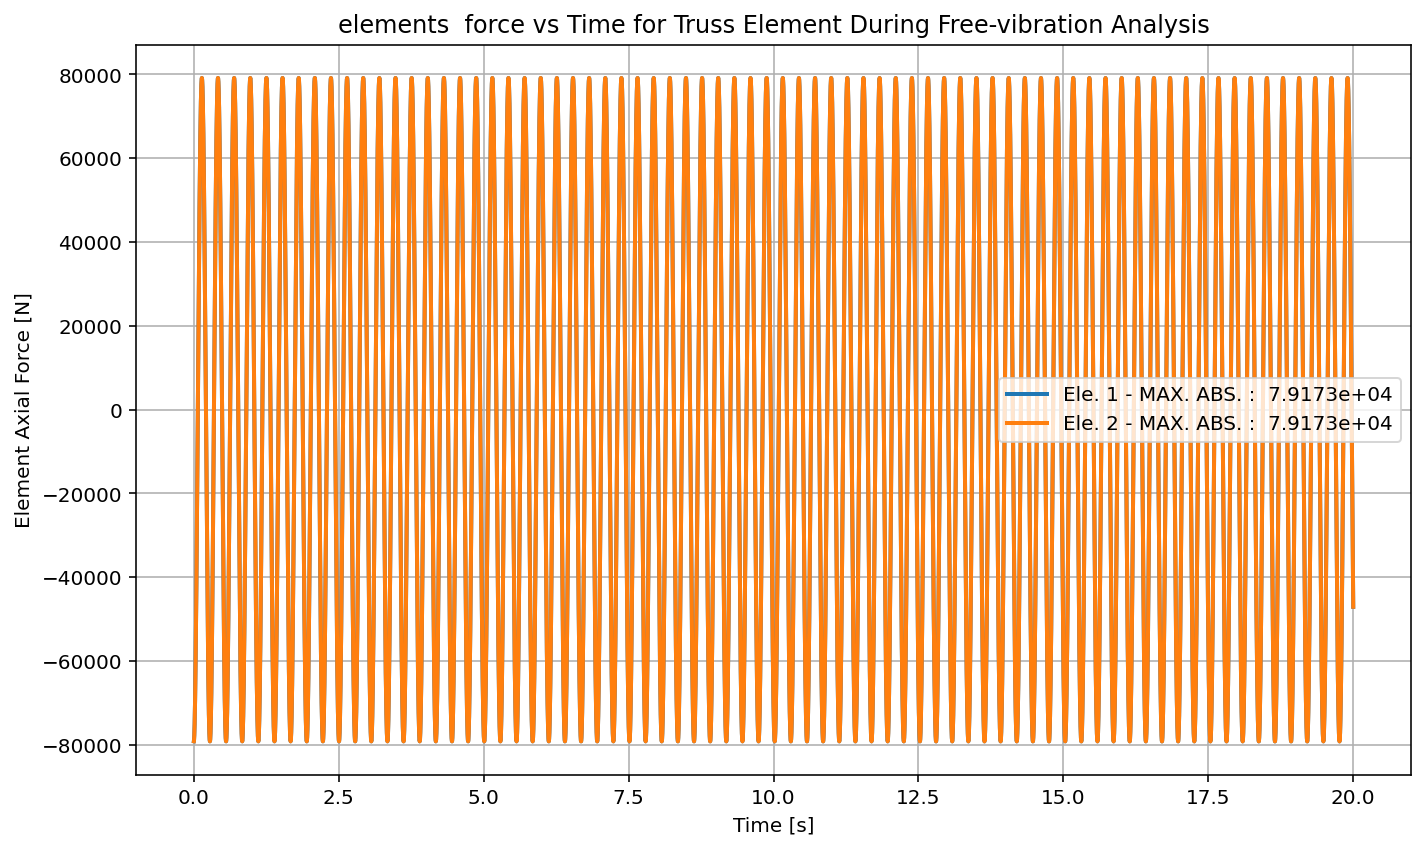 elements  force vs Time for Truss Element During Free-vibration Analysis
80000
60000
40000
20000
0
−20000
−40000
−60000
−80000
Element Axial Force [N]
Ele. 1 - MAX. ABS. :  7.9173e+04
Ele. 2 - MAX. ABS. :  7.9173e+04
0.0 2.5 5.0 7.5 10.0 12.5 15.0 17.5 20.0
Time [s]